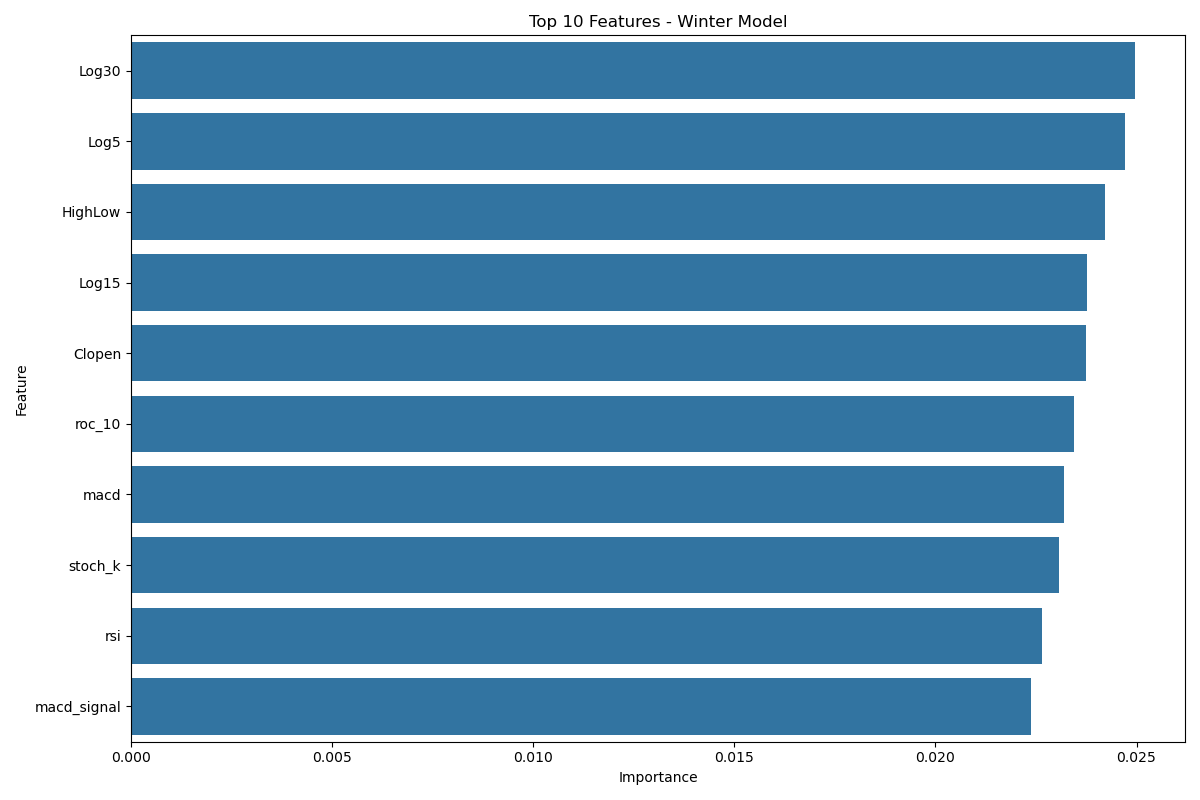 Top 10 Features - Winter Model
Feature
Log30
Log5
HighLow
Log15
Clopen
roc_10
macd
stoch_k
rsi
macd_signal
0.000 0.005 0.010 0.015 0.020 0.025
Importance